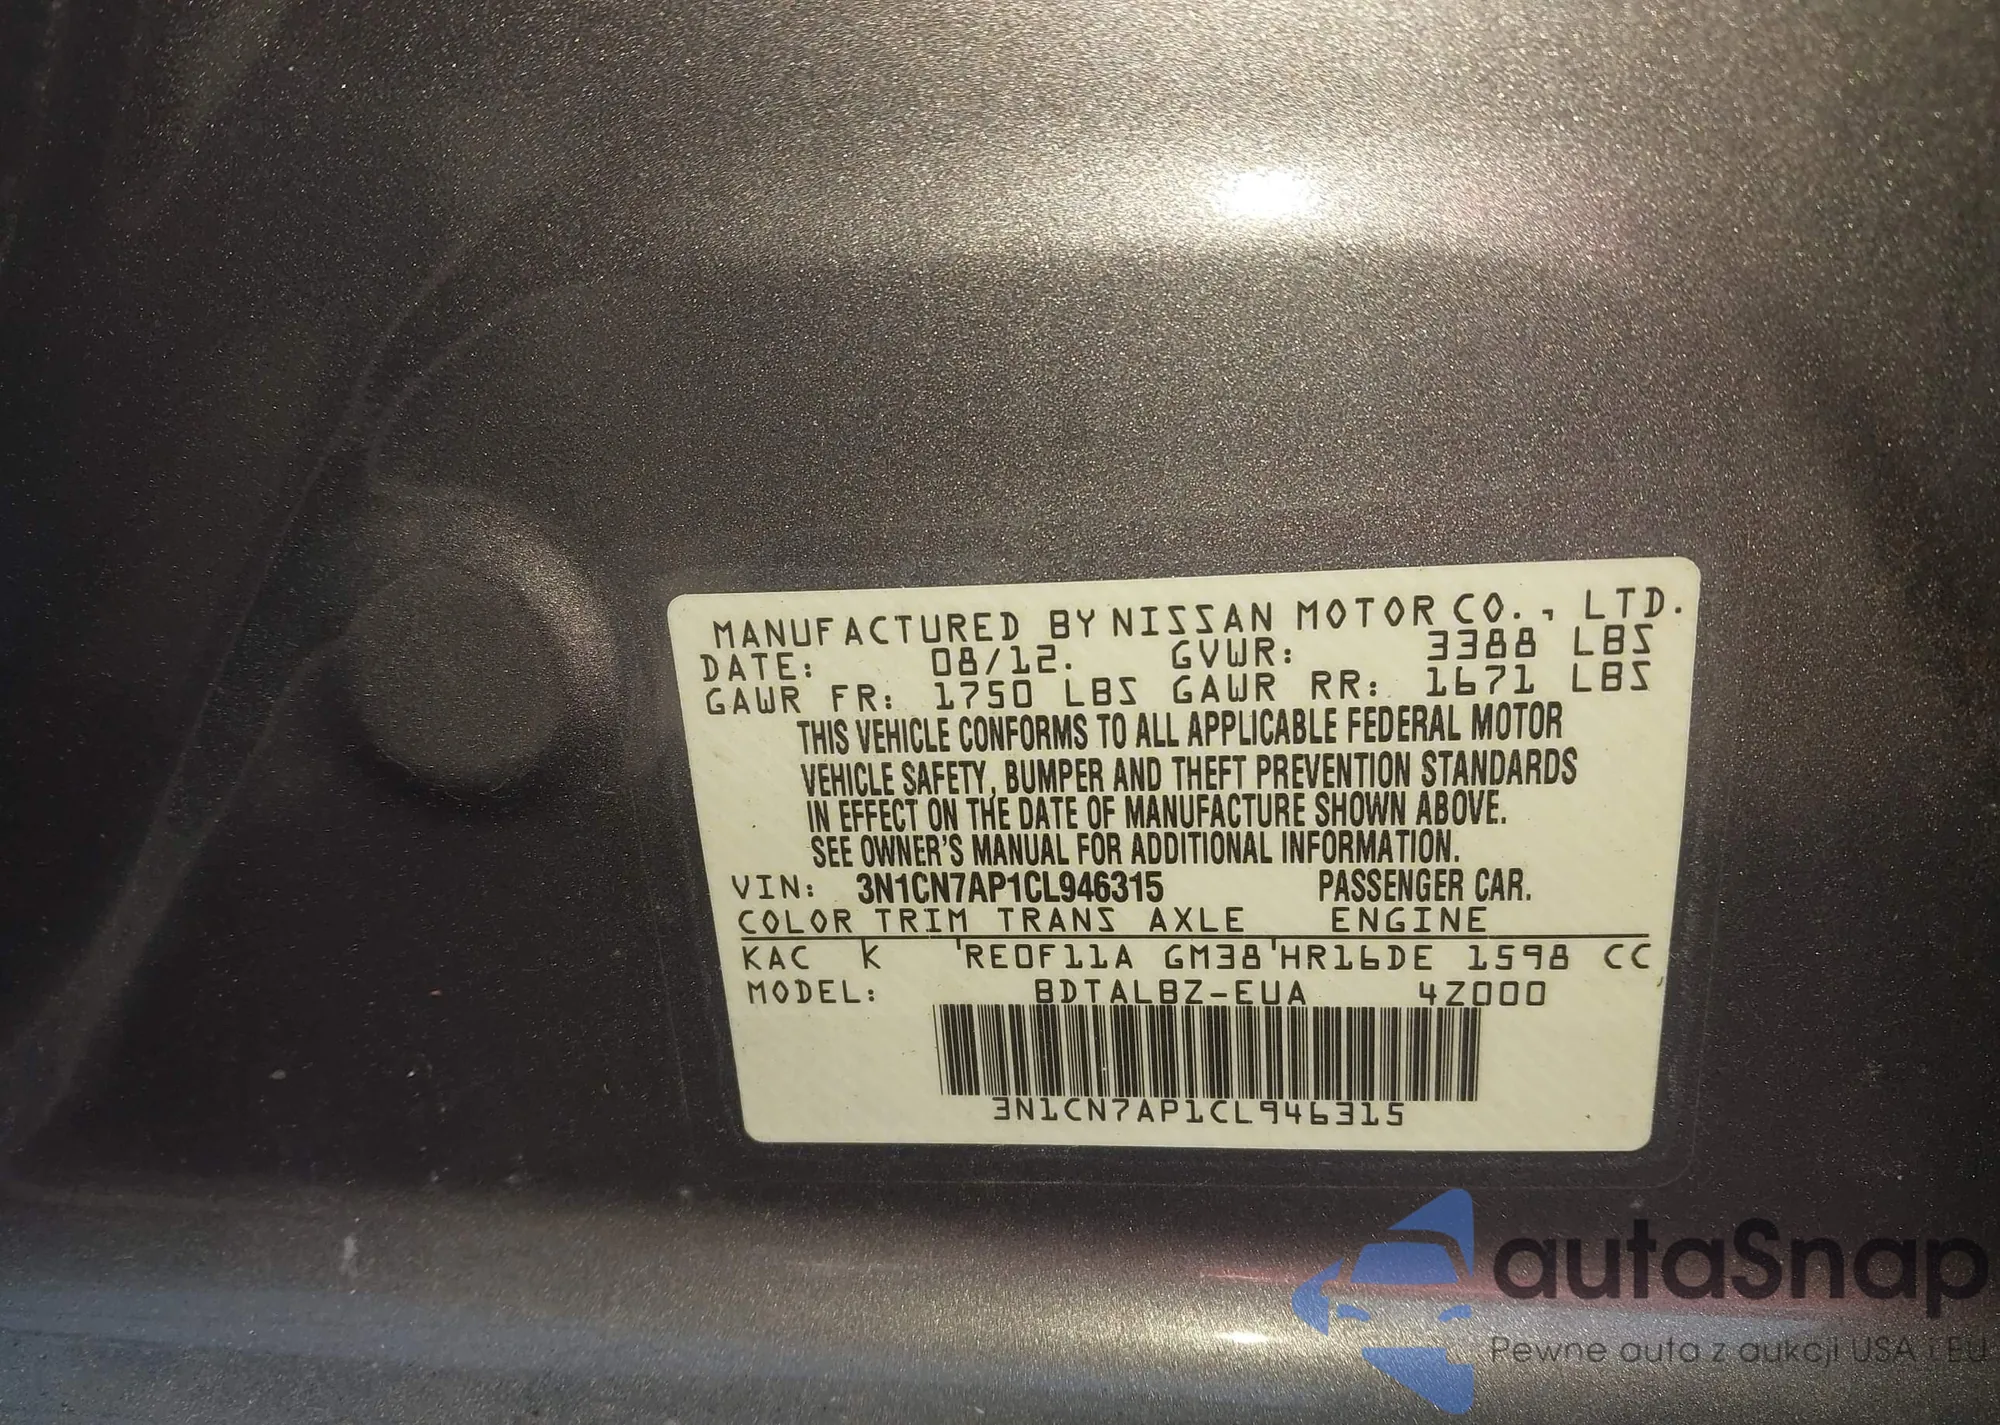 MANUFACTURED BY NISSAN MOTOR CO., LTD.
DATE: 08/12. GVWR: 3388 LBS
GAWR FR: 1750 LBS GAWR RR: 1671 LBS
THIS VEHICLE CONFORMS TO ALL APPLICABLE FEDERAL MOTOR
VEHICLE SAFETY, BUMPER AND THEFT PREVENTION STANDARDS
IN EFFECT ON THE DATE OF MANUFACTURE SHOWN ABOVE.
SEE OWNER'S MANUAL FOR ADDITIONAL INFORMATION.
VIN: 3N1CN7AP1CL946315 PASSENGER CAR.
COLOR TRIM TRANS AXLE ENGINE
KAC K 'RE0F11A GM38'HR16DE 1598 CC
MODEL: BDTALBZ-EUA 4Z000
3N1CN7AP1CL946315
autaSnap
Pewne auta z aukcji USA i EU